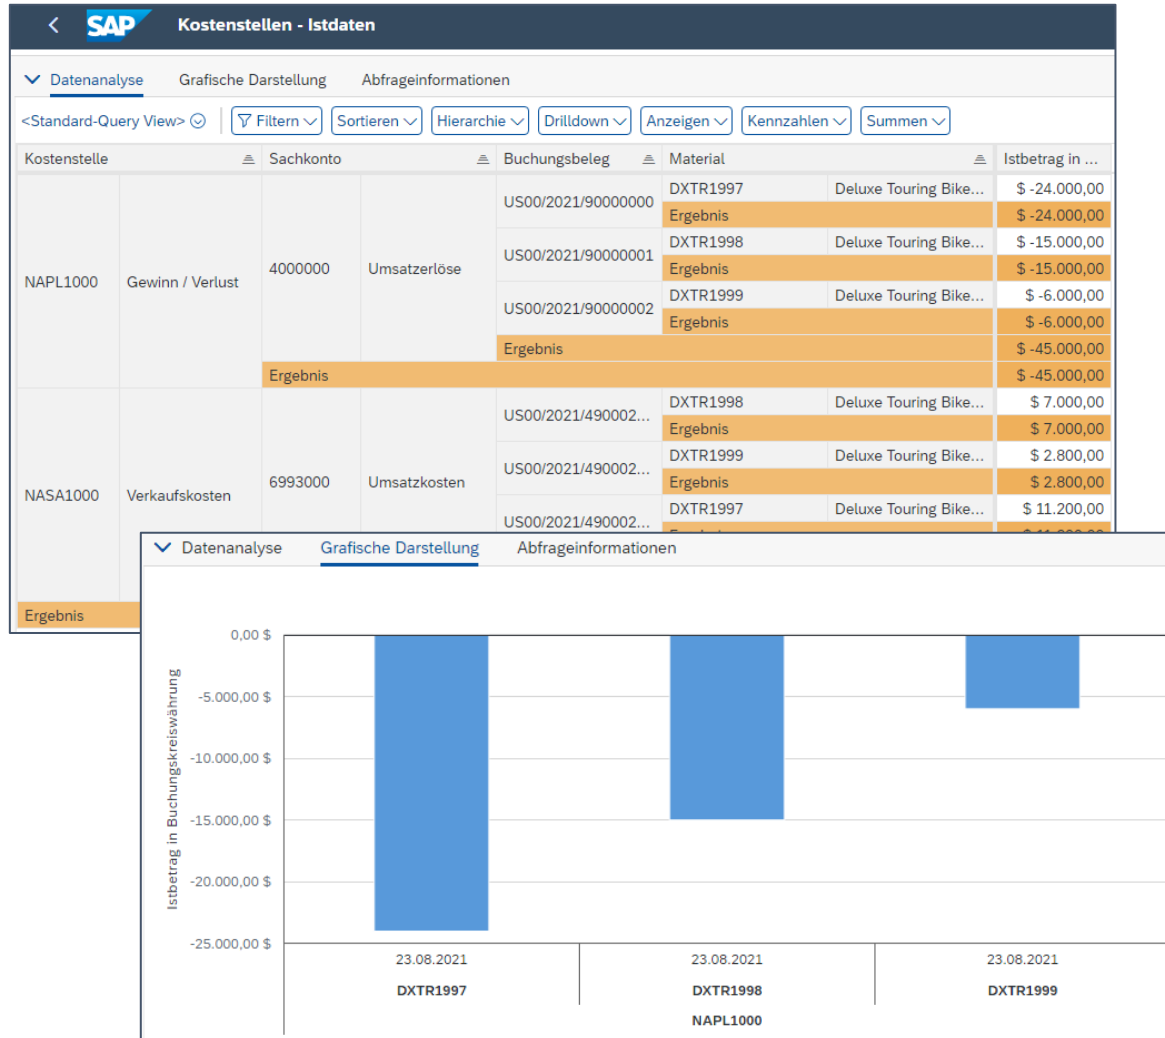 SAP Kostenstellen - Istdaten
Datenanalyse Grafische Darstellung Abfrageinformationen
<Standard-Query View> Filtern Sortieren Hierarchie Drilldown Anzeigen Kennzahlen Summen
Kostenstelle Sachkonto Buchungsbeleg Material Istbetrag in ...
NAPL1000 Gewinn / Verlust 4000000 Umsatzerlöse US00/2021/90000000 DXTR1997 Deluxe Touring Bike... $ -24.000,00
Ergebnis $ -24.000,00
US00/2021/90000001 DXTR1998 Deluxe Touring Bike... $ -15.000,00
Ergebnis $ -15.000,00
US00/2021/90000002 DXTR1999 Deluxe Touring Bike... $ -6.000,00
Ergebnis $ -6.000,00
Ergebnis $ -45.000,00
Ergebnis $ -45.000,00
NASA1000 Verkaufskosten 6993000 Umsatzkosten US00/2021/490002... DXTR1998 Deluxe Touring Bike... $ 7.000,00
Ergebnis $ 7.000,00
US00/2021/490002... DXTR1999 Deluxe Touring Bike... $ 2.800,00
Ergebnis $ 2.800,00
US00/2021/490002... DXTR1997 Deluxe Touring Bike... $ 11.200,00
Ergebnis
Datenanalyse Grafische Darstellung Abfrageinformationen
Istbetrag in Buchungskreiswährung
0,00 $
-5.000,00 $
-10.000,00 $
-15.000,00 $
-20.000,00 $
-25.000,00 $
23.08.2021 23.08.2021 23.08.2021
DXTR1997 DXTR1998 DXTR1999
NAPL1000